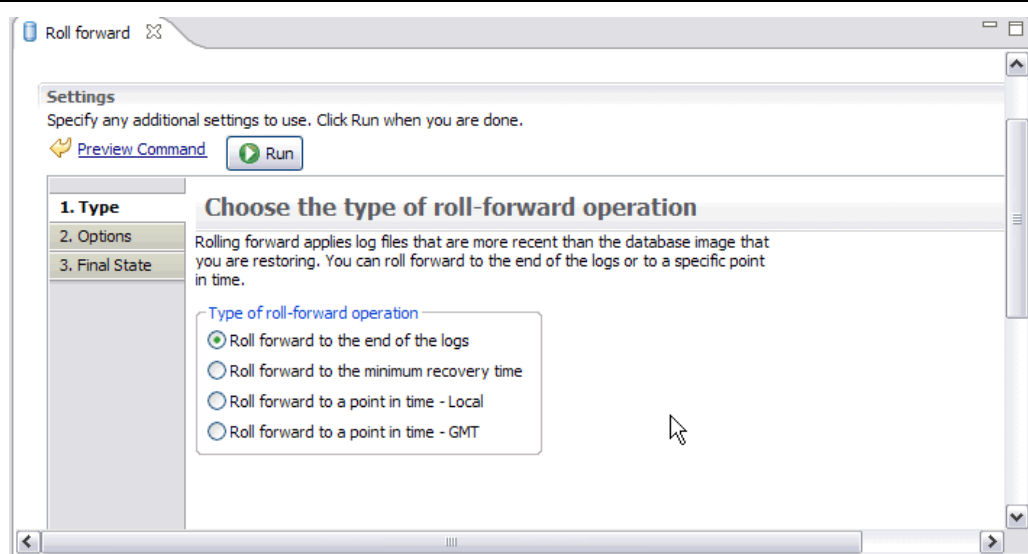 Roll forward
Settings
Specify any additional settings to use. Click Run when you are done.
Preview Command
Run
1. Type
2. Options
3. Final State
Choose the type of roll-forward operation
Rolling forward applies log files that are more recent than the database image that
you are restoring. You can roll forward to the end of the logs or to a specific point
in time.
Type of roll-forward operation
Roll forward to the end of the logs
Roll forward to the minimum recovery time
Roll forward to a point in time - Local
Roll forward to a point in time - GMT